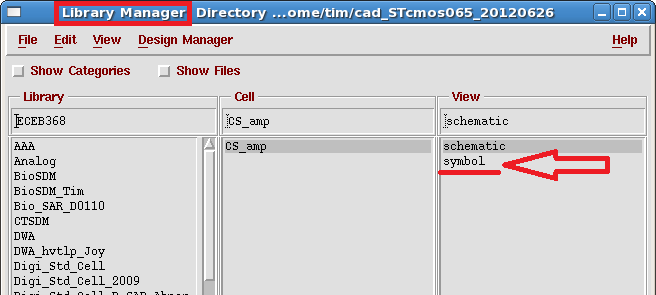 Library Manager Directory ...ome/tim/cad_STcmos065_20120626
File Edit View Design Manager Help
Show Categories Show Files
Library Cell View
ECEB368 CS_amp schematic
AAA CS_amp schematic
Analog symbol
BioSDM
BioSDM_Tim
Bio_SAR_D0110
CTSDM
DWA
DWA_hvtlp_Joy
Digi_Std_Cell
Digi_Std_Cell_2009